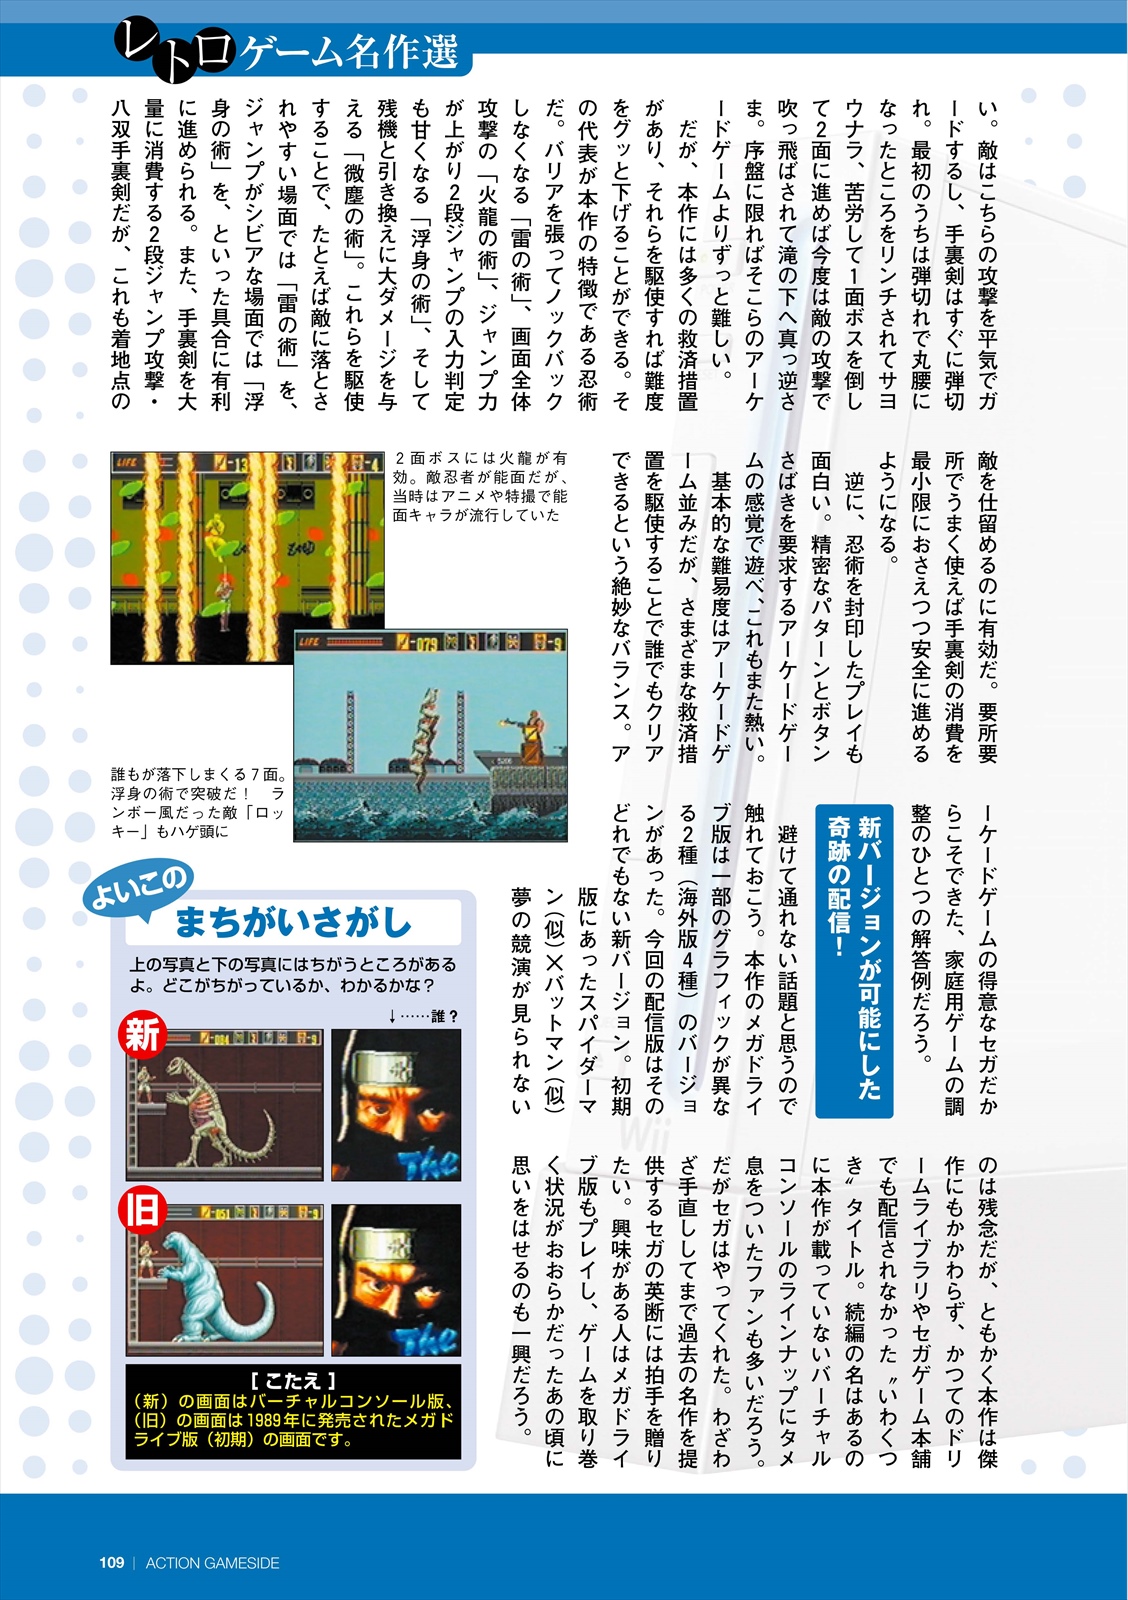 レトロゲーム名作選
い。敵はこちらの攻撃を平気でガ
ードするし、手裏剣はすぐに弾切
れ。最初のうちは弾切れで丸腰に
なったところをリンチされてサヨ
ウナラ、苦労して1面ボスを倒し
て2面に進めば今度は敵の攻撃で
吹っ飛ばされて滝の下へ真っ逆さ
ま。序盤に限ればそこらのアーケ
ードゲームよりずっと難しい。
だが、本作には多くの救済措置
があり、それらを駆使すれば難度
をグッと下げることができる。そ
の代表が本作の特徴である忍術
だ。バリアを張ってノックバック
しなくなる「雷の術」、画面全体
攻撃の「火龍の術」、ジャンプ力
が上がり2段ジャンプの入力判定
も甘くなる「浮身の術」、そして
残機と引き換えに大ダメージを与
える「微塵の術」。これらを駆使
することで、たとえば敵に落とさ
れやすい場面では「雷の術」を、
ジャンプがシビアな場面では「浮
身の術」を、といった具合に有利
に進められる。また、手裏剣を大
量に消費する2段ジャンプ攻撃・
八双手裏剣だが、これも着地点の
敵を仕留めるのに有効だ。要所要
所でうまく使えば手裏剣の消費を
最小限におさえつつ安全に進める
ようになる。
逆に、忍術を封印したプレイも
面白い。精密なパターンとボタン
さばきを要求するアーケードゲー
ムの感覚で遊べ、これもまた熱い。
基本的な難易度はアーケードゲ
ーム並みだが、さまざまな救済措
置を駆使することで誰でもクリア
できるという絶妙なバランス。ア
２面ボスには火龍が有
効。敵忍者が能面だが、
当時はアニメや特撮で能
面キャラが流行していた
LIFE
-13
-4
LIFE
-079
-9
誰もが落下しまくる７面。
浮身の術で突破だ！　ラ
ンボー風だった敵「ロッ
キー」もハゲ頭に
ーケードゲームの得意なセガだか
らこそできた、家庭用ゲームの調
整のひとつの解答例だろう。
新バージョンが可能にした
奇跡の配信！
避けて通れない話題と思うので
触れておこう。本作のメガドライ
ブ版は一部のグラフィックが異な
る2種（海外版4種）のバージョ
ンがあった。今回の配信版はその
どれでもない新バージョン。初期
版にあったスパイダーマ
ン（似）×バットマン（似）
夢の競演が見られない
のは残念だが、ともかく本作は傑
作にもかかわらず、かつてのドリ
ームライブラリやセガゲーム本舗
でも配信されなかった〝いわくつ
き〟タイトル。続編の名はあるの
に本作が載っていないバーチャル
コンソールのラインナップにタメ
息をついたファンも多いだろう。
だがセガはやってくれた。わざわ
ざ手直ししてまで過去の名作を提
供するセガの英断には拍手を贈り
たい。興味がある人はメガドライ
ブ版もプレイし、ゲームを取り巻
く状況がおおらかだったあの頃に
思いをはせるのも一興だろう。
よいこの
まちがいさがし
上の写真と下の写真にはちがうところがある
よ。どこがちがっているか、わかるかな？
↓……誰？
新
-9
The
旧
-051
-9
The
［こたえ］
（新）の画面はバーチャルコンソール版、
（旧）の画面は1989年に発売されたメガド
ライブ版（初期）の画面です。
Wii
109 | ACTION GAMESIDE